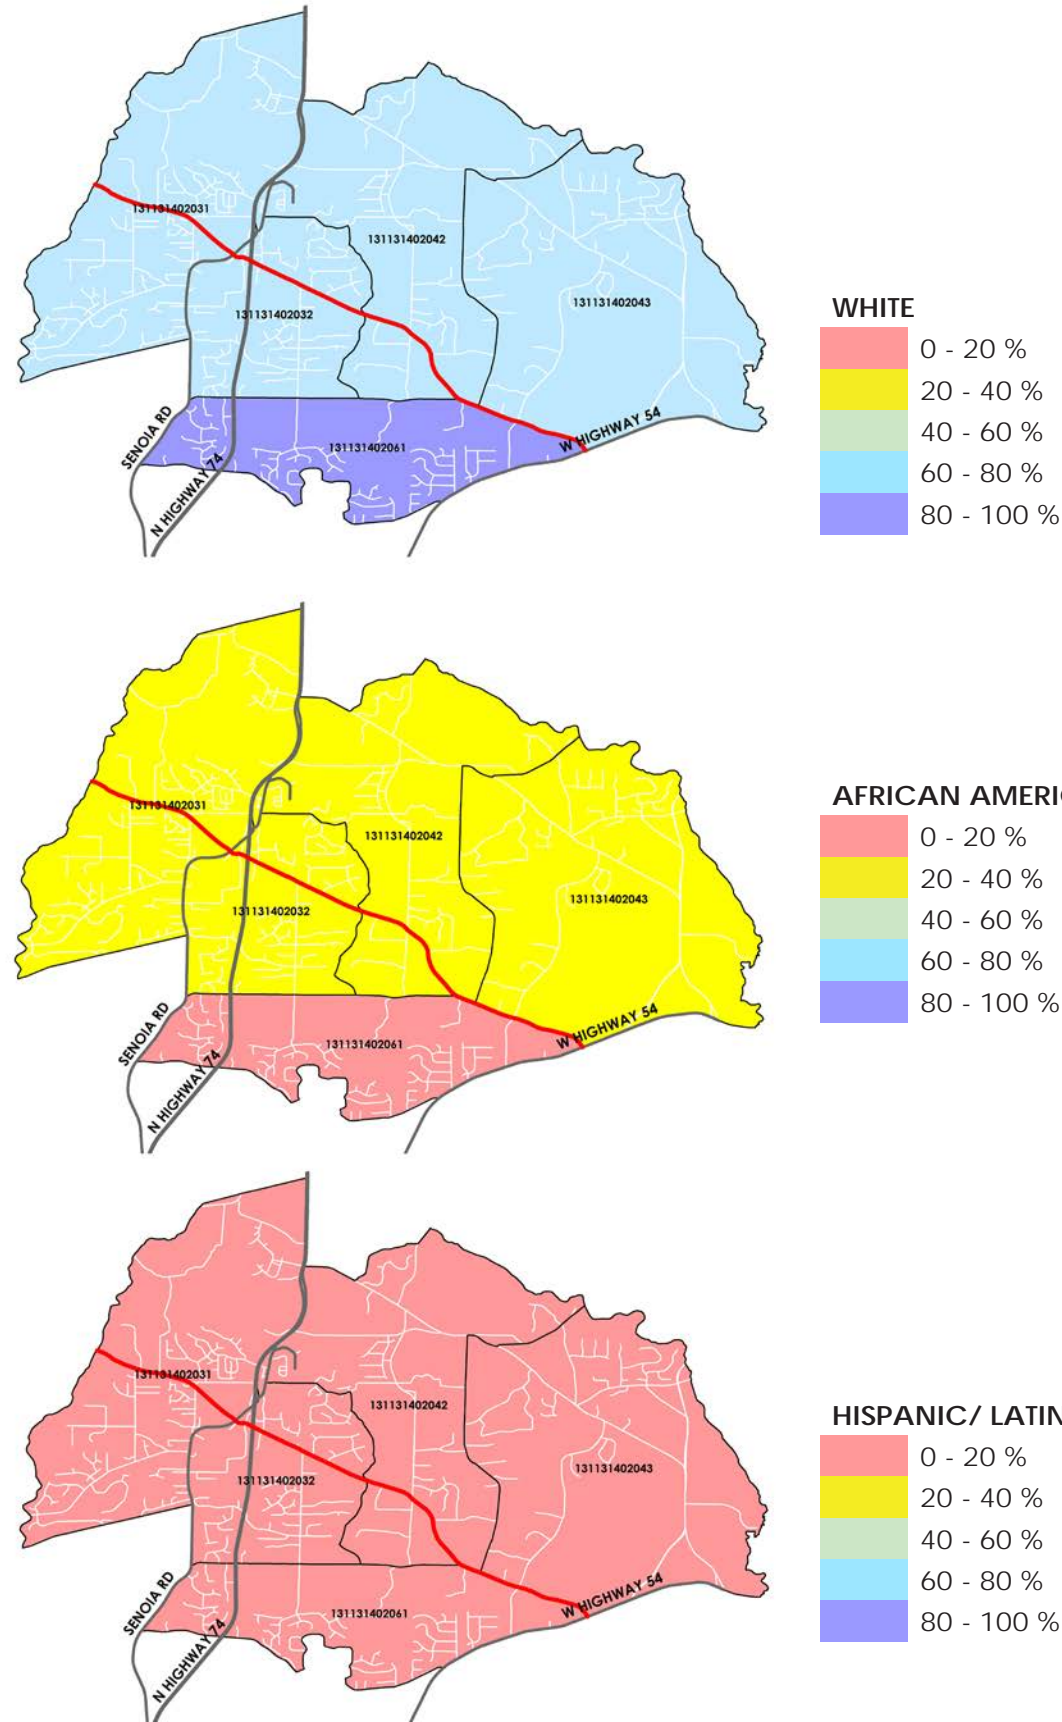 131131402031
131131402042
131131402043
131131402032
131131402061
SENOIA RD
N HIGHWAY 74
W HIGHWAY 54
WHITE
0 - 20 %
20 - 40 %
40 - 60 %
60 - 80 %
80 - 100 %
131131402031
131131402042
131131402043
131131402032
131131402061
SENOIA RD
N HIGHWAY 74
W HIGHWAY 54
AFRICAN AMERIC
0 - 20 %
20 - 40 %
40 - 60 %
60 - 80 %
80 - 100 %
131131402031
131131402042
131131402043
131131402032
131131402061
SENOIA RD
N HIGHWAY 74
W HIGHWAY 54
HISPANIC/ LATIN
0 - 20 %
20 - 40 %
40 - 60 %
60 - 80 %
80 - 100 %